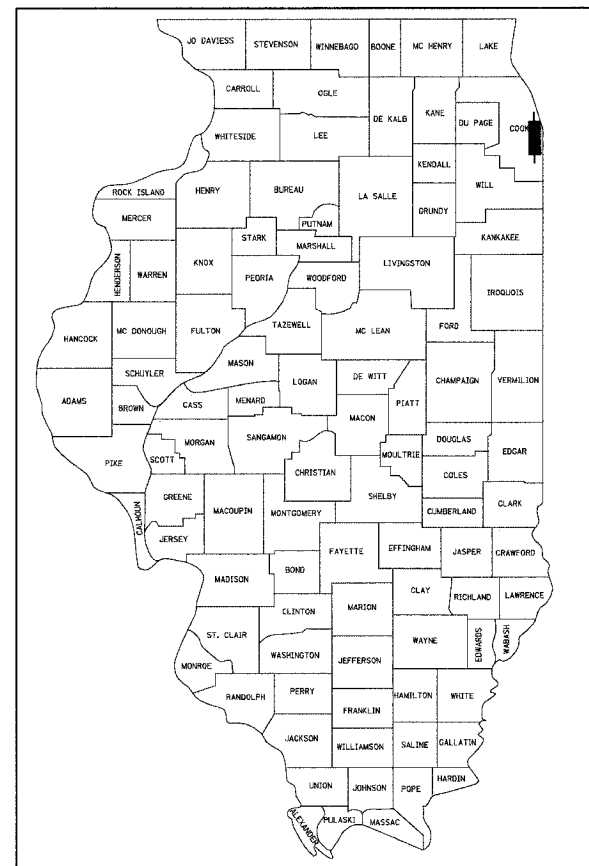 JO DAVIESS
STEVENSON
WINNEBAGO
BOONE
MC HENRY
LAKE
CARROLL
OGLE
DE KALB
KANE
DU PAGE
COOK
WHITESIDE
LEE
KENDALL
WILL
ROCK ISLAND
HENRY
BUREAU
LA SALLE
GRUNDY
MERCER
PUTNAM
STARK
MARSHALL
KANKAKEE
HENDERSON
WARREN
KNOX
PEORIA
WOODFORD
LIVINGSTON
IROQUOIS
HANCOCK
MC DONOUGH
FULTON
TAZEWELL
MC LEAN
FORD
SCHUYLER
MASON
DE WITT
CHAMPAIGN
VERMILION
ADAMS
BROWN
CASS
MENARD
LOGAN
PIATT
MACON
PIKE
SCOTT
MORGAN
SANGAMON
CHRISTIAN
MOULTRIE
DOUGLAS
EDGAR
COLES
CALHOUN
GREENE
MACOUPIN
MONTGOMERY
SHELBY
CUMBERLAND
CLARK
JERSEY
FAYETTE
EFFINGHAM
JASPER
CRAWFORD
MADISON
BOND
CLAY
RICHLAND
LAWRENCE
CLINTON
MARION
ST. CLAIR
WAYNE
EDWARDS
WABASH
WASHINGTON
JEFFERSON
MONROE
RANDOLPH
PERRY
HAMILTON
WHITE
FRANKLIN
JACKSON
WILLIAMSON
SALINE
GALLATIN
UNION
JOHNSON
POPE
HARDIN
ALEXANDER
PULASKI
MASSAC